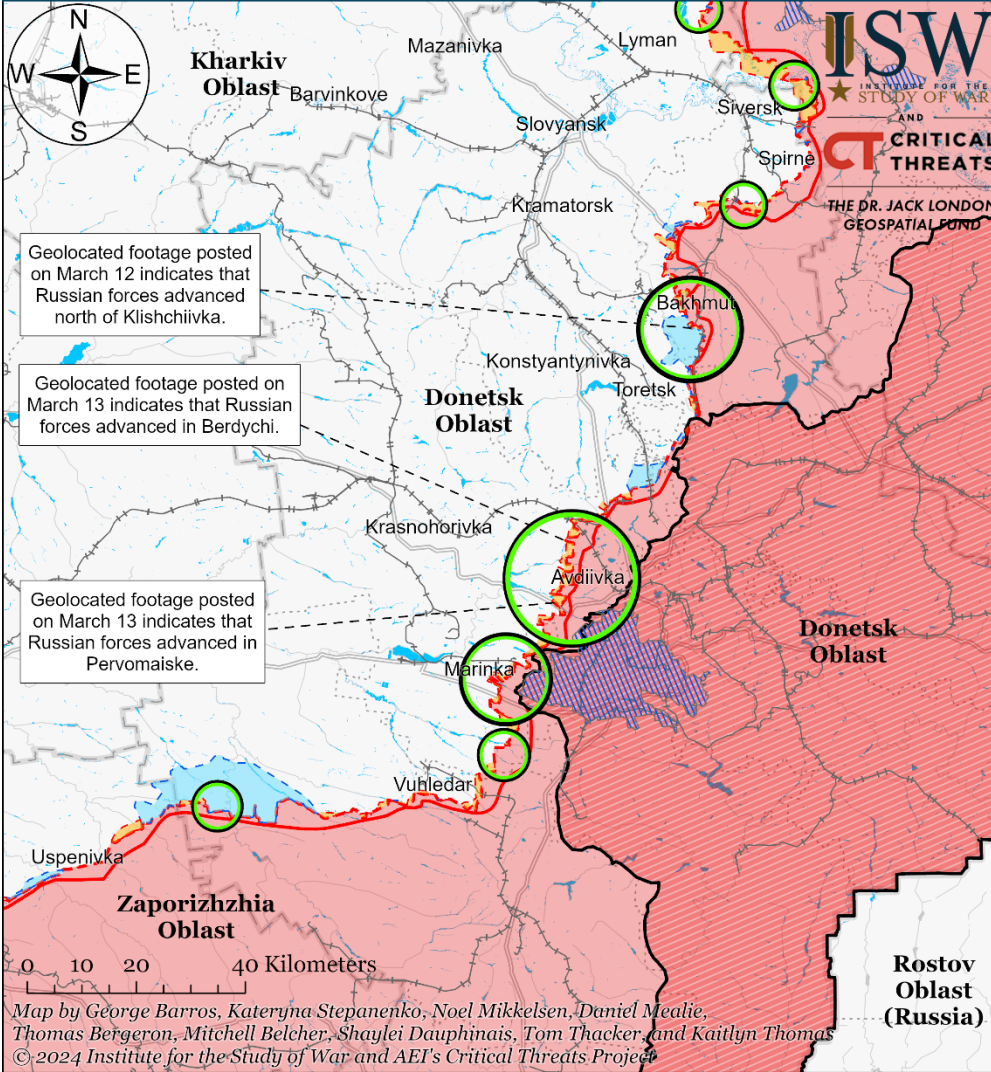 N
W
E
S
Kharkiv
Oblast
Mazanivka
Lyman
Barvinkove
Siversk
Slovyansk
Spirne
Kramatorsk
ISW
INSTITUTE FOR THE
STUDY OF WAR
AND
CT CRITICAL
THREATS
THE DR. JACK LONDON
GEOSPATIAL FUND
Geolocated footage posted
on March 12 indicates that
Russian forces advanced
north of Klishchiivka.
Bakhmut
Konstyantynivka
Toretsk
Geolocated footage posted on
March 13 indicates that Russian
forces advanced in Berdychi.
Donetsk
Oblast
Krasnohorivka
Avdiivka
Geolocated footage posted
on March 13 indicates that
Russian forces advanced in
Pervomaiske.
Marinka
Donetsk
Oblast
Vuhledar
Uspenivka
Zaporizhzhia
Oblast
0 10 20 40 Kilometers
Rostov
Oblast
(Russia)
Map by George Barros, Kateryna Stepanenko, Noel Mikkelsen, Daniel Mealie,
Thomas Bergeron, Mitchell Belcher, Shaylei Dauphinais, Tom Thacker, and Kaitlyn Thomas
© 2024 Institute for the Study of War and AEI's Critical Threats Project